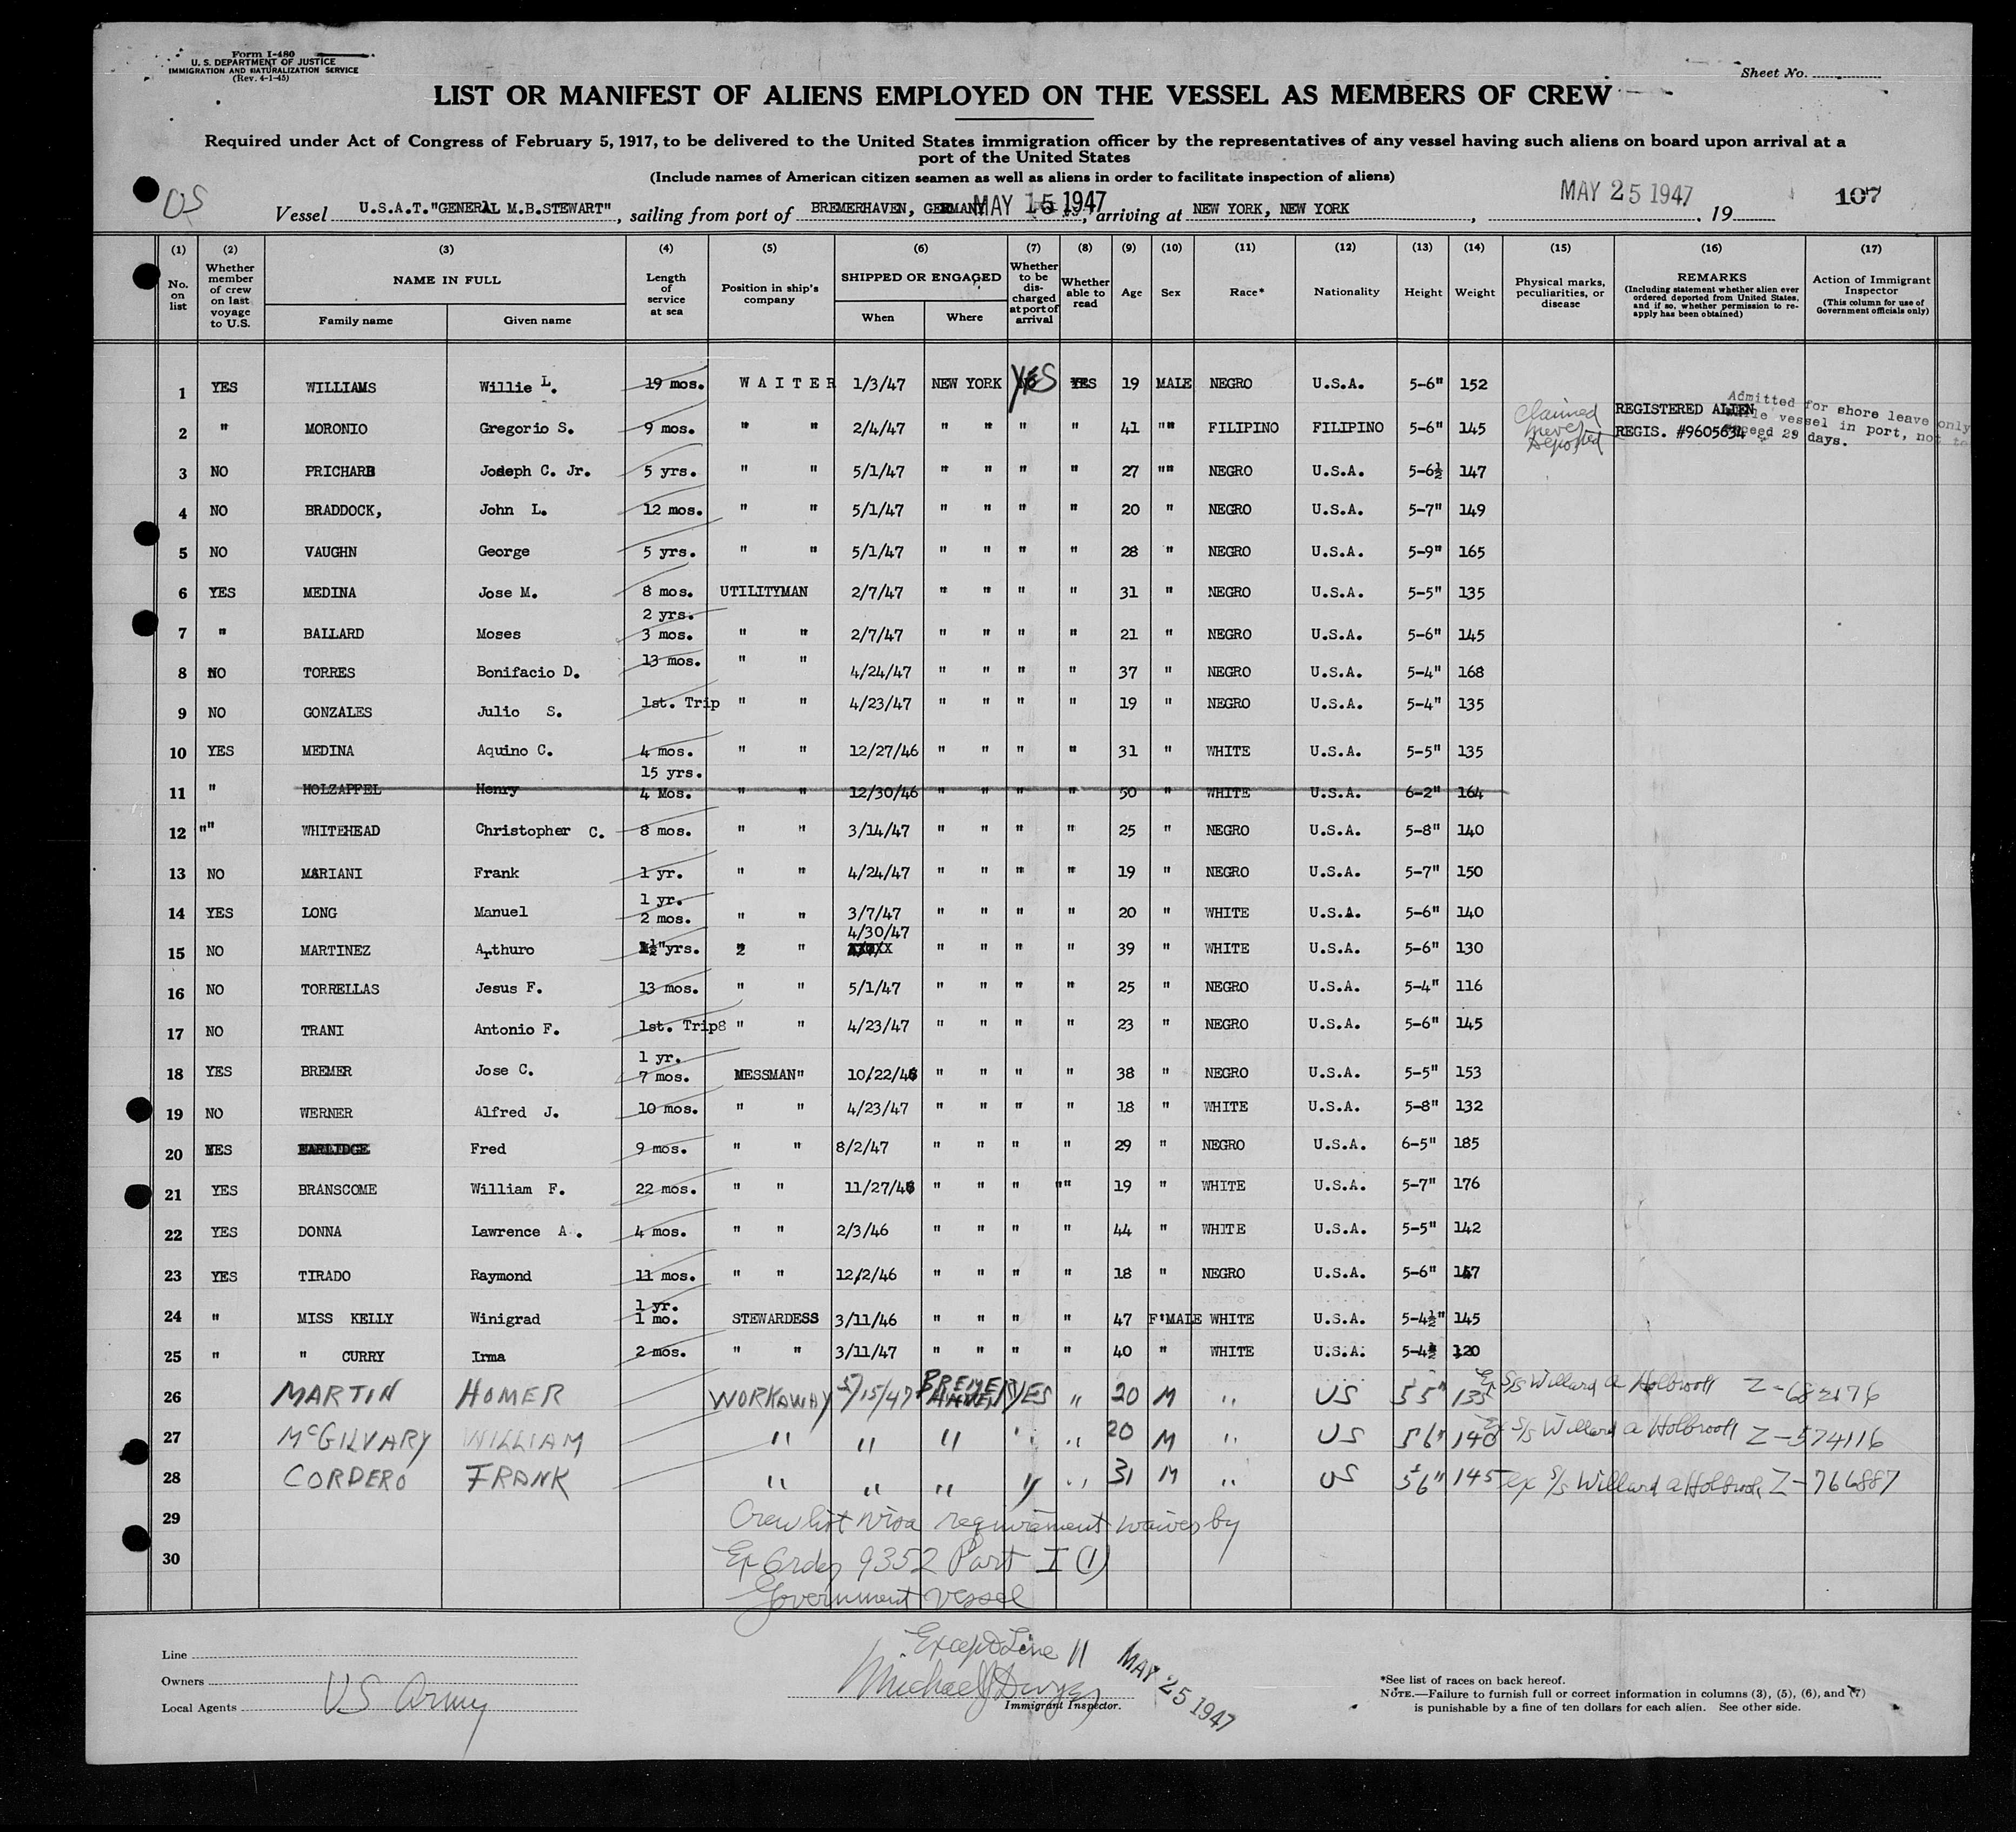 Form I-480
U. S. DEPARTMENT OF JUSTICE
IMMIGRATION AND NATURALIZATION SERVICE
(Rev. 4-1-45)
Sheet No.
LIST OR MANIFEST OF ALIENS EMPLOYED ON THE VESSEL AS MEMBERS OF CREW
Required under Act of Congress of February 5, 1917, to be delivered to the United States immigration officer by the representatives of any vessel having such aliens on board upon arrival at a
port of the United States
(Include names of American citizen seamen as well as aliens in order to facilitate inspection of aliens)
US
Vessel U.S.A.T."GENERAL M.B.STEWART", sailing from port of BREMERHAVEN, GERMANY MAY 15 1947, arriving at NEW YORK, NEW YORK, MAY 25 1947, 19 107
(1) (2) (3) (4) (5) (6) (7) (8) (9) (10) (11) (12) (13) (14) (15) (16) (17)
No. on list
Whether member of crew on last voyage to U.S.
NAME IN FULL
Family name Given name
Length of service at sea
Position in ship's company
SHIPPED OR ENGAGED
When Where
Whether to be discharged at port of arrival
Whether able to read
Age Sex Race* Nationality Height Weight
Physical marks, peculiarities, or disease
REMARKS
(Including statement whether alien ever ordered deported from United States, and if so, whether permission to re-apply has been obtained)
Action of Immigrant Inspector
(This column for use of Government officials only)
1 YES WILLIAMS Willie L. 19 mos. WAITER 1/3/47 NEW YORK YES YES 19 MALE NEGRO U.S.A. 5-6" 152
2 " MORONIO Gregorio S. 9 mos. " " 2/4/47 " " " " 41 "" FILIPINO FILIPINO 5-6" 145 Claimed never Deported REGISTERED ALIEN REGIS. #9605634
Admitted for shore leave only
while vessel in port, not to
exceed 29 days.
3 NO PRICHARD Joseph C. Jr. 5 yrs. " " 5/1/47 " " " " 27 "" NEGRO U.S.A. 5-6½ 147
4 NO BRADDOCK, John L. 12 mos. " " 5/1/47 " " " " 20 " NEGRO U.S.A. 5-7" 149
5 NO VAUGHN George 5 yrs. " " 5/1/47 " " " " 28 " NEGRO U.S.A. 5-9" 165
6 YES MEDINA Jose M. 8 mos. UTILITYMAN 2/7/47 " " " " 31 " NEGRO U.S.A. 5-5" 135
7 " BALLARD Moses 2 yrs. 3 mos. " " 2/7/47 " " " " 21 " NEGRO U.S.A. 5-6" 145
8 NO TORRES Bonifacio D. 13 mos. " " 4/24/47 " " " " 37 " NEGRO U.S.A. 5-4" 168
9 NO GONZALES Julio S. 1st. Trip " " 4/23/47 " " " " 19 " NEGRO U.S.A. 5-4" 135
10 YES MEDINA Aquino C. 4 mos. " " 12/27/46 " " " " 31 " WHITE U.S.A. 5-5" 135
11 " HOLZAPFEL Henry 15 yrs. 4 Mos. " " 12/30/46 " " " " 50 " WHITE U.S.A. 6-2" 164
12 "" WHITEHEAD Christopher C. 8 mos. " " 3/14/47 " " " " 25 " NEGRO U.S.A. 5-8" 140
13 NO MARIANI Frank 1 yr. " " 4/24/47 " " " " 19 " NEGRO U.S.A. 5-7" 150
14 YES LONG Manuel 1 yr. 2 mos. " " 3/7/47 " " " " 20 " WHITE U.S.A. 5-6" 140
15 NO MARTINEZ Arthuro yrs. " 4/30/47 " " " " 39 " WHITE U.S.A. 5-6" 130
16 NO TORRELLAS Jesus F. 13 mos. " " 5/1/47 " " " " 25 " NEGRO U.S.A. 5-4" 116
17 NO TRANI Antonio F. 1st. Trip8 " " 4/23/47 " " " " 23 " NEGRO U.S.A. 5-6" 145
18 YES BREMER Jose C. 1 yr. 7 mos. MESSMAN" 10/22/46 " " " " 38 " NEGRO U.S.A. 5-5" 153
19 NO WERNER Alfred J. 10 mos. " " 4/23/47 " " " " 18 " WHITE U.S.A. 5-8" 132
20 YES Fred 9 mos. " " 8/2/47 " " " " 29 " NEGRO U.S.A. 6-5" 185
21 YES BRANSCOME William F. 22 mos. " " 11/27/46 " " " "" 19 " WHITE U.S.A. 5-7" 176
22 YES DONNA Lawrence A. 4 mos. " " 2/3/46 " " " " 44 " WHITE U.S.A. 5-5" 142
23 YES TIRADO Raymond 11 mos. " " 12/2/46 " " " " 18 " NEGRO U.S.A. 5-6"
24 " MISS KELLY Winigrad 1 yr. 1 mo. STEWARDESS 3/11/46 " " " " 47 F'MALE WHITE U.S.A. 5-4½" 145
25 " " CURRY Irma 2 mos. " " 3/11/47 " " " " 40 " WHITE U.S.A. 5-4½ 120
26 MARTIN HOMER WORKAWAY 5/15/47 BREMERHAVEN YES " 20 M " US 5 5" 135 Ex S/S Willard A Holbrook Z-682176
27 McGILVARY WILLIAM " " " " " 20 M " US 5 6" 140 Ex S/S Willard A Holbrook Z-574116
28 CORDERO FRANK " " " " " 31 M " US 5 6" 145 ex S/S Willard A Holbrook Z-766887
29 Crew list visa requirement waived by
30 Ex Order 9352 Part I (1)
Government vessel
Except Line 11
Line
Owners
Local Agents US Army
Michael J Dwyer MAY 25 1947
Immigrant Inspector.
*See list of races on back hereof.
NOTE.—Failure to furnish full or correct information in columns (3), (5), (6), and (7)
is punishable by a fine of ten dollars for each alien. See other side.